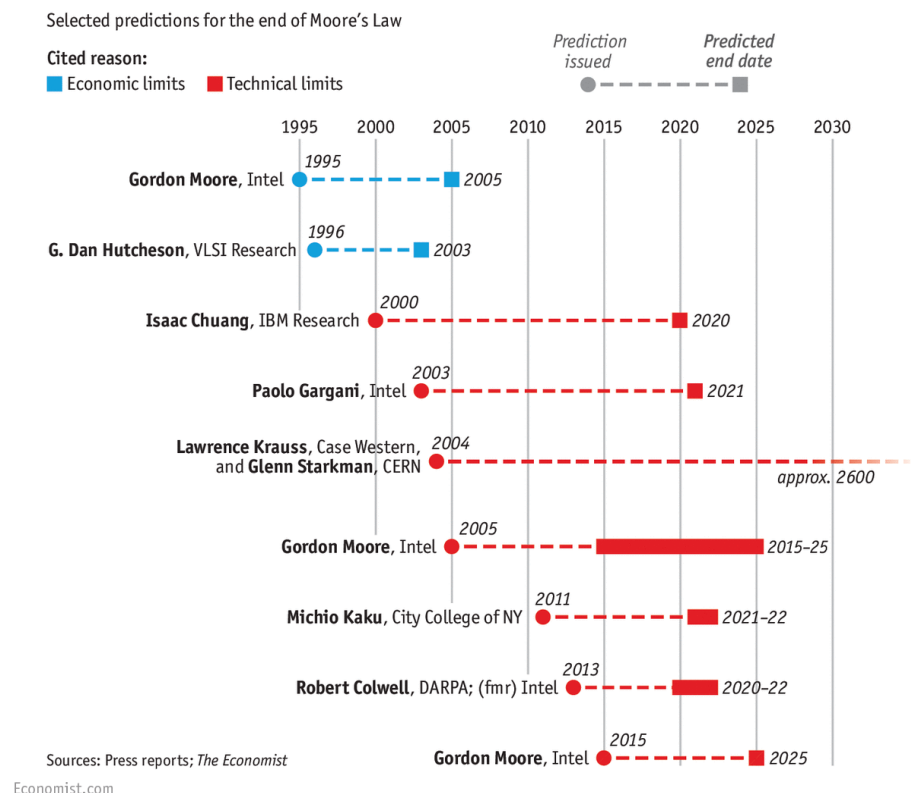 Selected predictions for the end of Moore's Law
Cited reason:
Economic limits Technical limits
Prediction issued
Predicted end date
1995 2000 2005 2010 2015 2020 2025 2030
1995
Gordon Moore, Intel 2005
1996
G. Dan Hutcheson, VLSI Research 2003
2000
Isaac Chuang, IBM Research 2020
2003
Paolo Gargani, Intel 2021
Lawrence Krauss, Case Western, 2004
and Glenn Starkman, CERN
approx. 2600
2005
Gordon Moore, Intel 2015–25
2011
Michio Kaku, City College of NY 2021–22
2013
Robert Colwell, DARPA; (fmr) Intel 2020–22
2015
Gordon Moore, Intel 2025
Sources: Press reports; The Economist
Economist.com